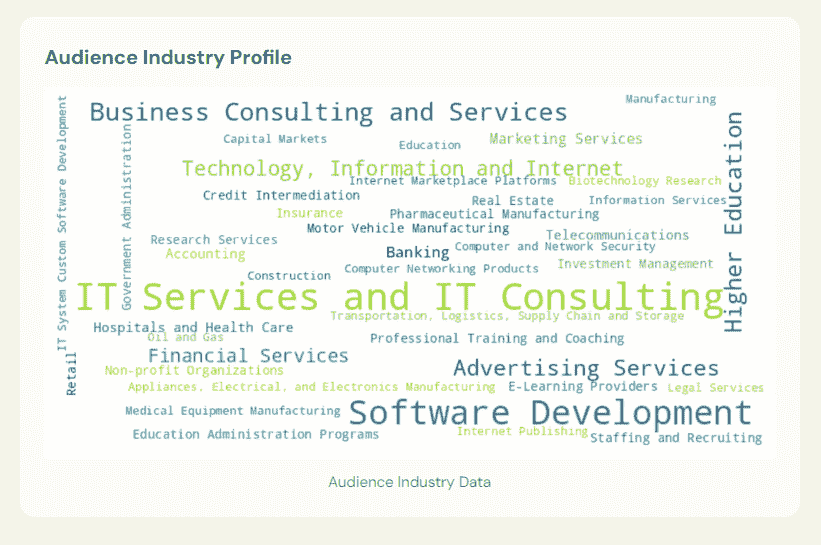 Audience Industry Profile
Manufacturing
Business Consulting and Services
Capital Markets
Education
Marketing Services
Technology, Information and Internet
Internet Marketplace Platforms
Biotechnology Research
Credit Intermediation
Real Estate
Information Services
Insurance
Pharmaceutical Manufacturing
Motor Vehicle Manufacturing
Research Services
Telecommunications
Accounting
Banking
Computer and Network Security
Construction
Computer Networking Products
Investment Management
IT System Custom Software Development
Government Administration
Higher Education
IT Services and IT Consulting
Transportation, Logistics, Supply Chain and Storage
Hospitals and Health Care
Oil and Gas
Professional Training and Coaching
Retail
Financial Services
Non-profit Organizations
Advertising Services
Appliances, Electrical, and Electronics Manufacturing
E-Learning Providers
Legal Services
Medical Equipment Manufacturing
Software Development
Education Administration Programs
Internet Publishing
Staffing and Recruiting
Audience Industry Data